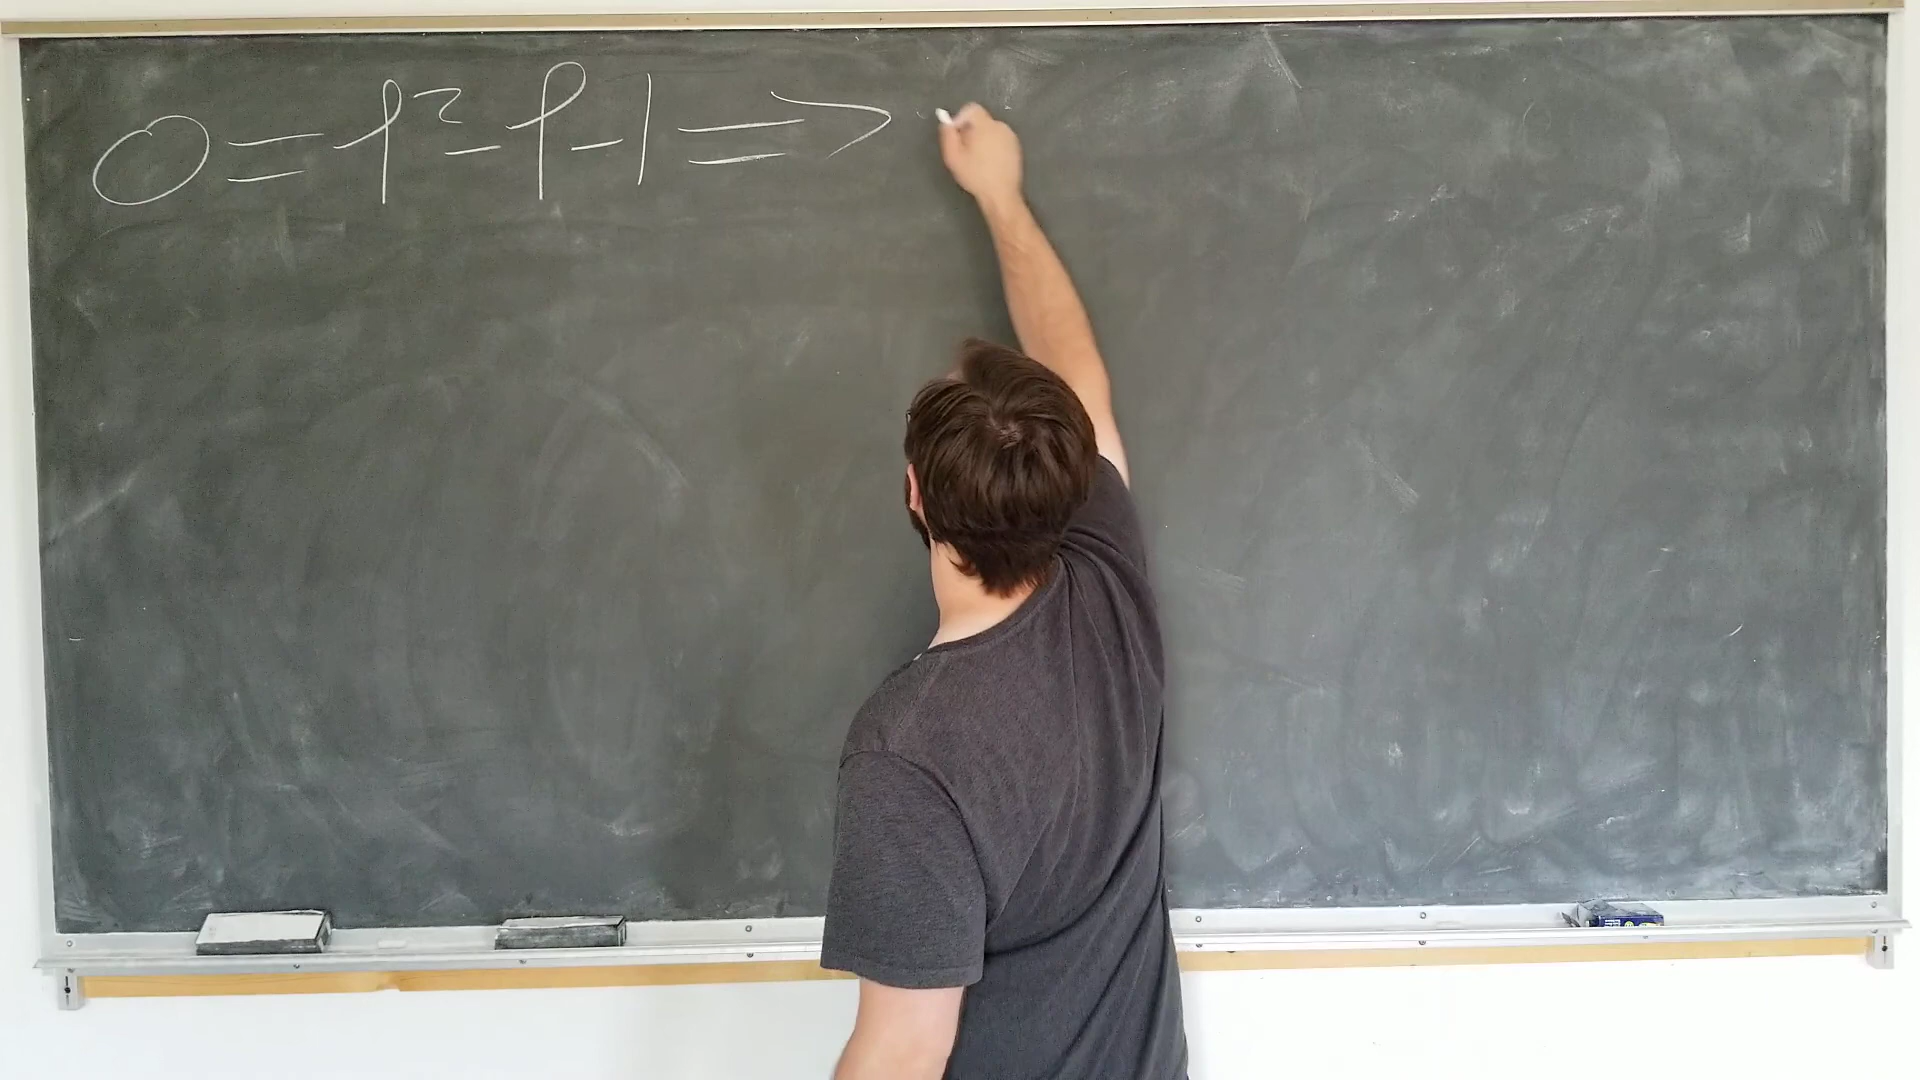 0 = φ² - φ - 1 =>